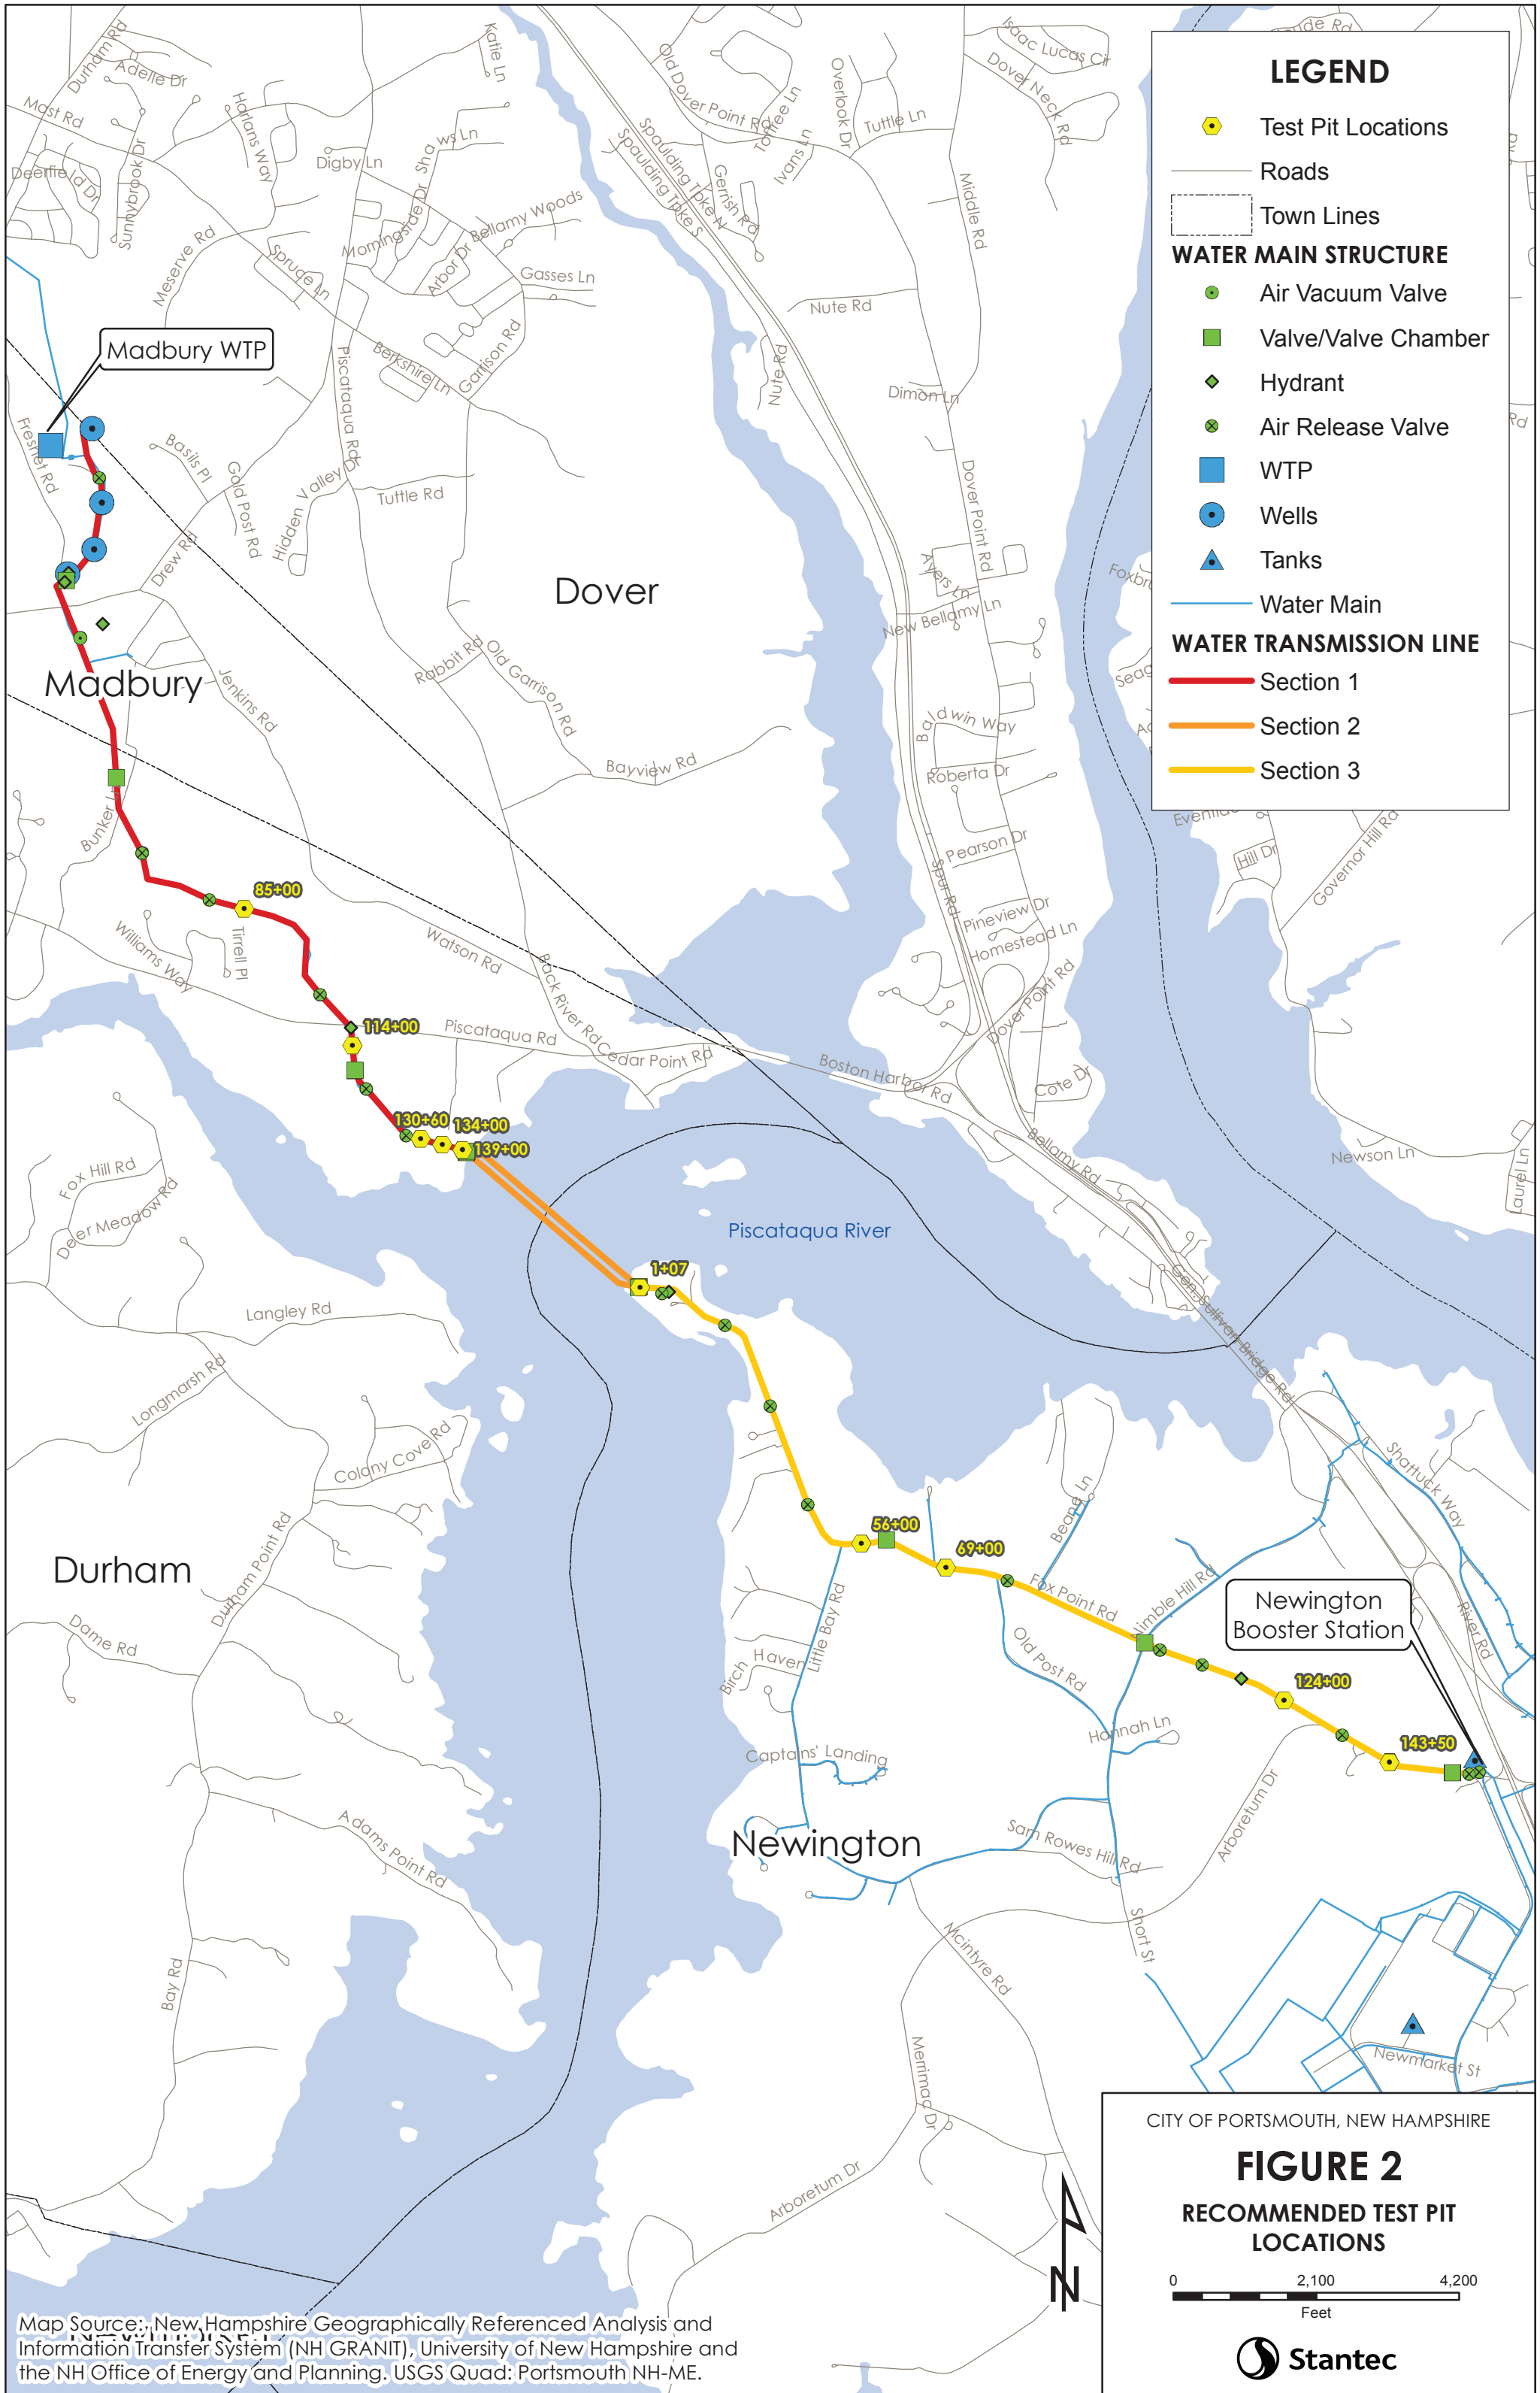 LEGEND
Test Pit Locations
Roads
Town Lines
WATER MAIN STRUCTURE
Air Vacuum Valve
Valve/Valve Chamber
Hydrant
Air Release Valve
WTP
Wells
Tanks
Water Main
WATER TRANSMISSION LINE
Section 1
Section 2
Section 3
Durham Rd
Adelle Dr
Mast Rd
Harlans Way
Katie Ln
Deerfield Dr
Sunnybrook Dr
Digby Ln
Shaws Ln
Morningside Dr
Arbor Dr
Bellamy Woods
Meserve Rd
Spruce Ln
Gasses Ln
Garrison Rd
Berkshire Ln
Piscataqua Rd
Old Dover Point Rd
Toftree Ln
Ivans Ln
Overlook Dr
Tuttle Ln
Isaac Lucas Cir
Dover Neck Rd
Spaulding Tpke N
Spaulding Tpke S
Gerrish Rd
Middle Rd
Nute Rd
Nute Rd
Dimon Ln
Madbury WTP
Freshet Rd
Basils Pl
Gold Post Rd
Hidden Valley Dr
Tuttle Rd
Drew Rd
Dover
Dover Point Rd
Ayers Ln
New Bellamy Ln
Madbury
Jenkins Rd
Rabbit Rd
Old Garrison Rd
Bayview Rd
Baldwin Way
Roberta Dr
Bunker Ln
Pearson Dr
Spur Rd
Hill Dr
Governor Hill Rd
85+00
Pineview Dr
Homestead Ln
Williams Way
Tirrell Pl
Watson Rd
Back River Rd
Dover Point Rd
114+00
Piscataqua Rd
Cedar Point Rd
Boston Harbor Rd
Cote Dr
130+60
134+00
139+00
Bellamy Rd
Newson Ln
Laurel Ln
Fox Hill Rd
Deer Meadow Rd
Piscataqua River
1+07
Gen. Sullivan Bridge Rd
Langley Rd
Longmarsh Rd
Colony Cove Rd
Shattuck Way
Beane Ln
56+00
69+00
Durham
Durham Point Rd
Fox Point Rd
Nimble Hill Rd
Newington
Booster Station
River Rd
Dame Rd
Little Bay Rd
Birch
Haven
Old Post Rd
124+00
Hannah Ln
143+50
Captains' Landing
Arboretum Dr
Newington
Adams Point Rd
Sam Rowes Hill Rd
Short St
Mcintyre Rd
Bay Rd
Newmarket St
Merrimac Dr
Arboretum Dr
N
CITY OF PORTSMOUTH, NEW HAMPSHIRE
FIGURE 2
RECOMMENDED TEST PIT
LOCATIONS
0 2,100 4,200
Feet
Stantec
Map Source:, New Hampshire Geographically Referenced Analysis and
Information Transfer System (NH GRANIT), University of New Hampshire and
the NH Office of Energy and Planning. USGS Quad: Portsmouth NH-ME.